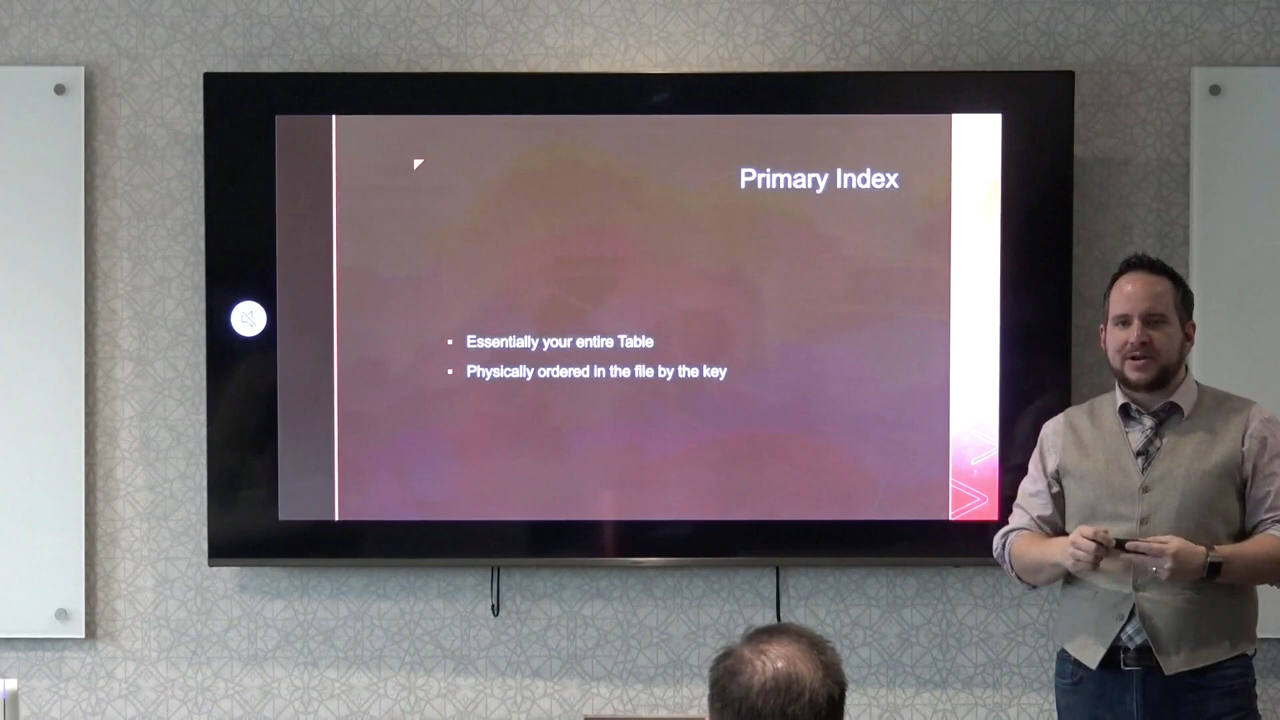 Primary Index
Essentially your entire Table
Physically ordered in the file by the key